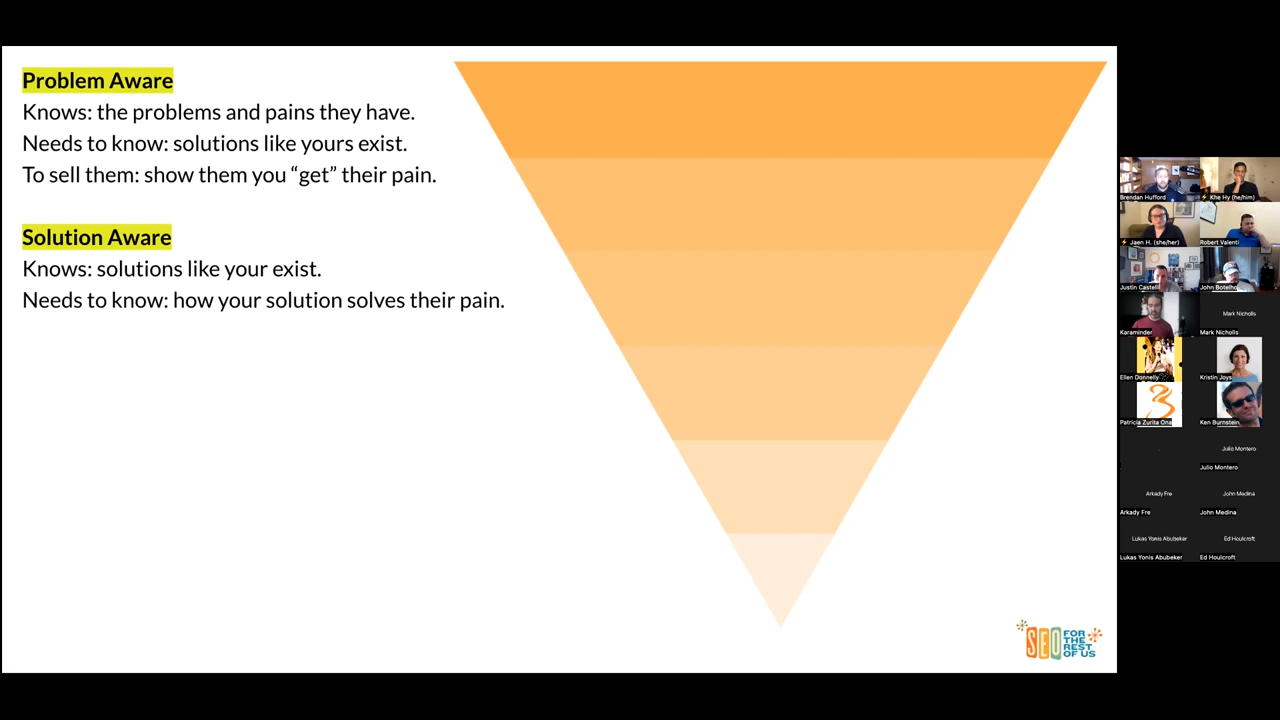 Problem Aware
Knows: the problems and pains they have.
Needs to know: solutions like yours exist.
To sell them: show them you “get” their pain.
Solution Aware
Knows: solutions like your exist.
Needs to know: how your solution solves their pain.
SEO FOR
THE
REST
OF US
Brendan Hufford
Khe Hy (he/him)
Jaen H. (she/her)
Robert Valenti
Justin Castelli
John Botelho
Karaminder
Mark Nicholls
Mark Nicholls
Ellen Donnelly
Kristin Joys
Patricia Zurita Ona
Ken Burnstein
Julio Montero
Julio Montero
Arkady Fre
John Medina
Arkady Fre
John Medina
Lukas Yonis Abubeker
Ed Houlcroft
Lukas Yonis Abubeker
Ed Houlcroft